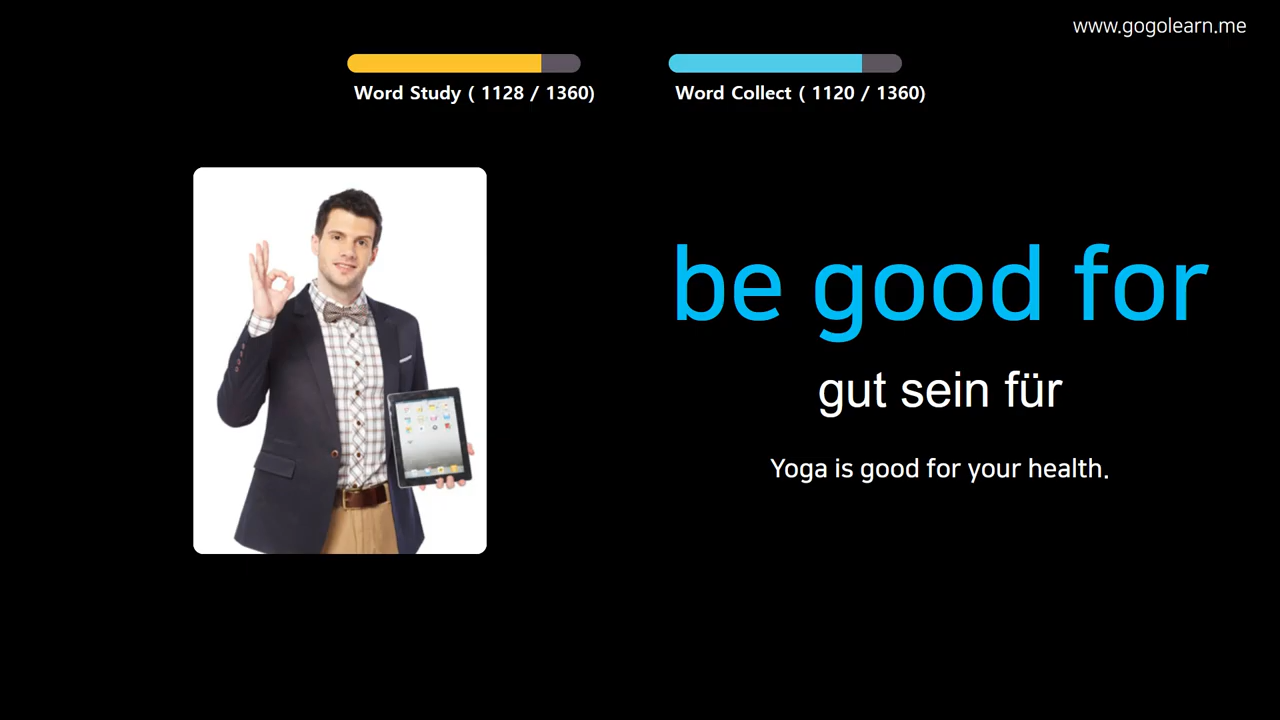 www.gogolearn.me
Word Study ( 1128 / 1360)
Word Collect ( 1120 / 1360)
be good for
gut sein für
Yoga is good for your health.